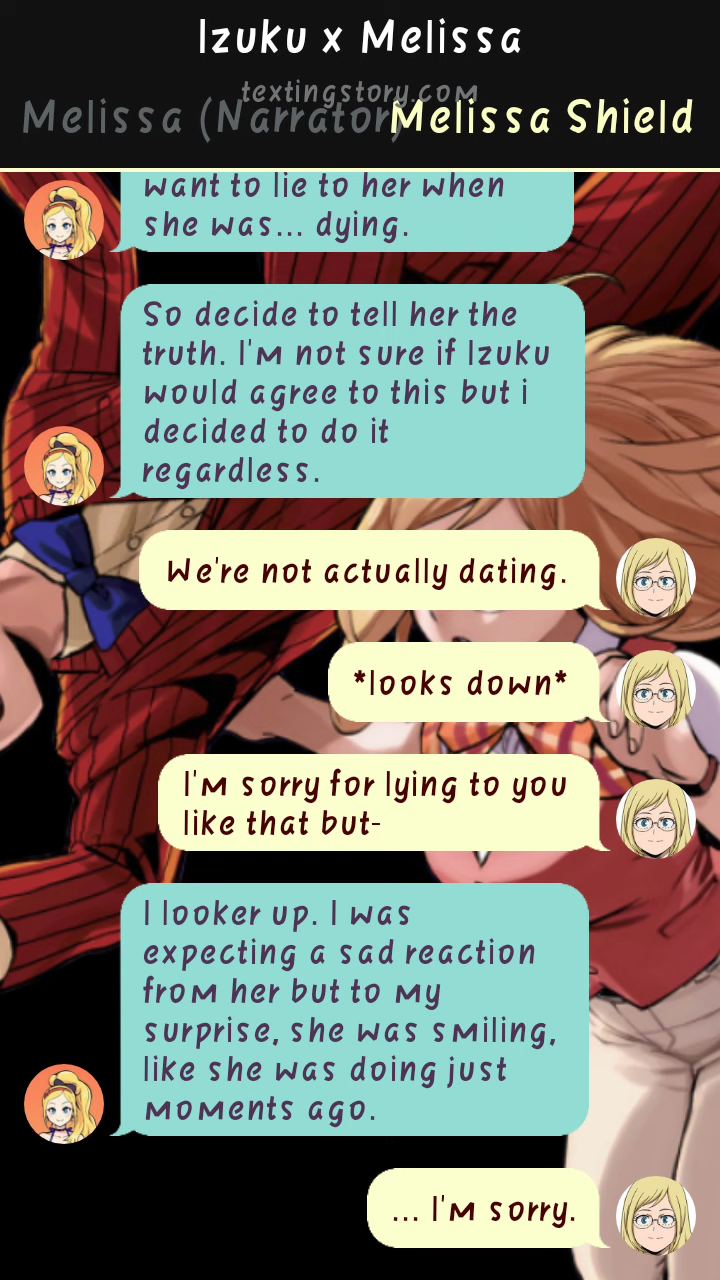 Izuku x Melissa
textingstory.com
Melissa (Narrator)
Melissa Shield
want to lie to her when
she was... dying.
So decide to tell her the
truth. I'm not sure if Izuku
would agree to this but i
decided to do it
regardless.
We're not actually dating.
*looks down*
I'm sorry for lying to you
like that but-
I looker up. I was
expecting a sad reaction
from her but to my
surprise, she was smiling,
like she was doing just
moments ago.
... I'm sorry.